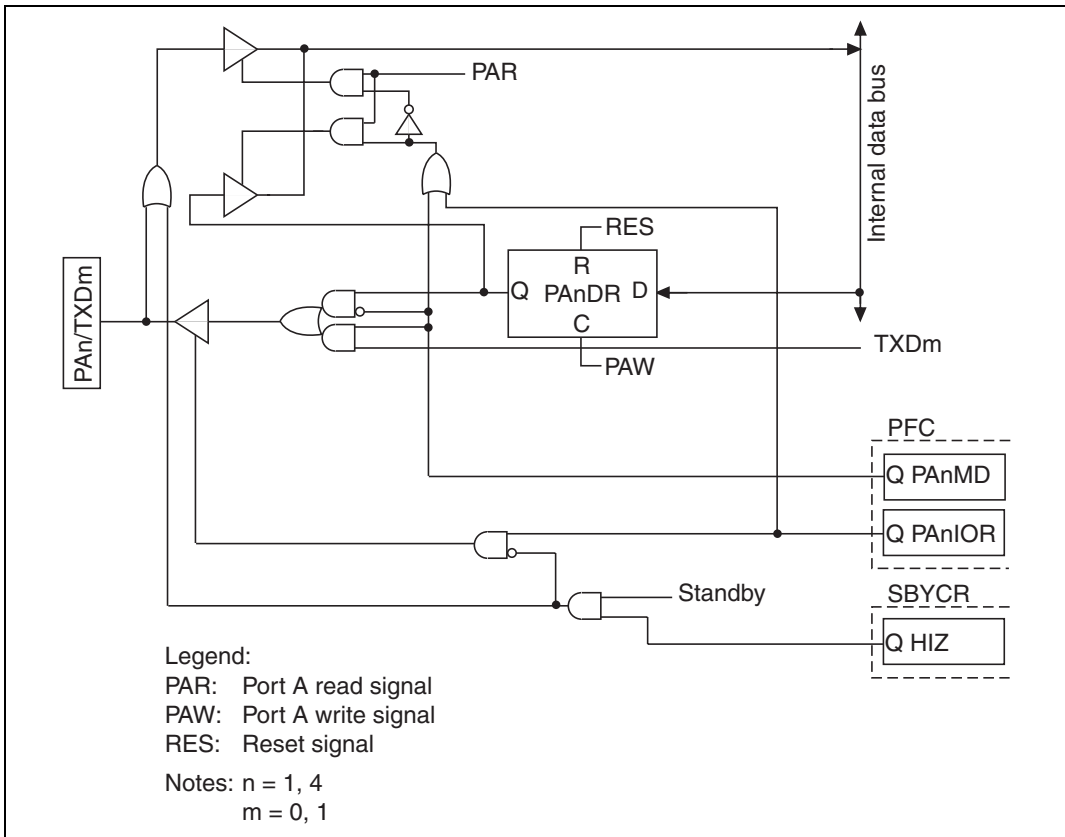 PAR
Internal data bus
RES
R
Q PAnDR D
C
PAW
PAn/TXDm
TXDm
PFC
Q PAnMD
Q PAnIOR
Standby
SBYCR
Q HIZ
Legend:
PAR: Port A read signal
PAW: Port A write signal
RES: Reset signal
Notes: n = 1, 4
m = 0, 1